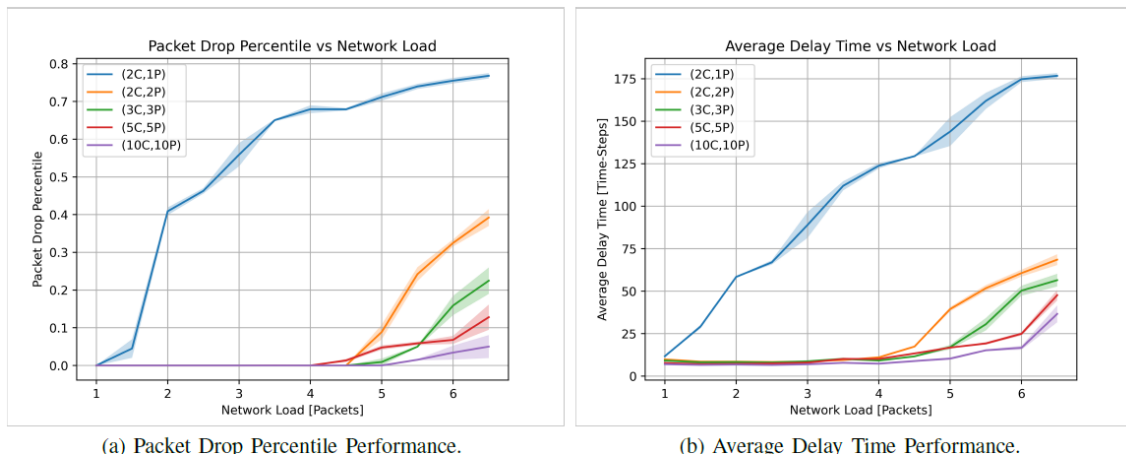 Packet Drop Percentile vs Network Load
0.8
0.7
0.6
0.5
0.4
0.3
0.2
0.1
0.0
Packet Drop Percentile
(2C,1P)
(2C,2P)
(3C,3P)
(5C,5P)
(10C,10P)
1 2 3 4 5 6
Network Load [Packets]
(a) Packet Drop Percentile Performance.
Average Delay Time vs Network Load
175
150
125
100
75
50
25
0
Average Delay Time [Time-Steps]
(2C,1P)
(2C,2P)
(3C,3P)
(5C,5P)
(10C,10P)
1 2 3 4 5 6
Network Load [Packets]
(b) Average Delay Time Performance.